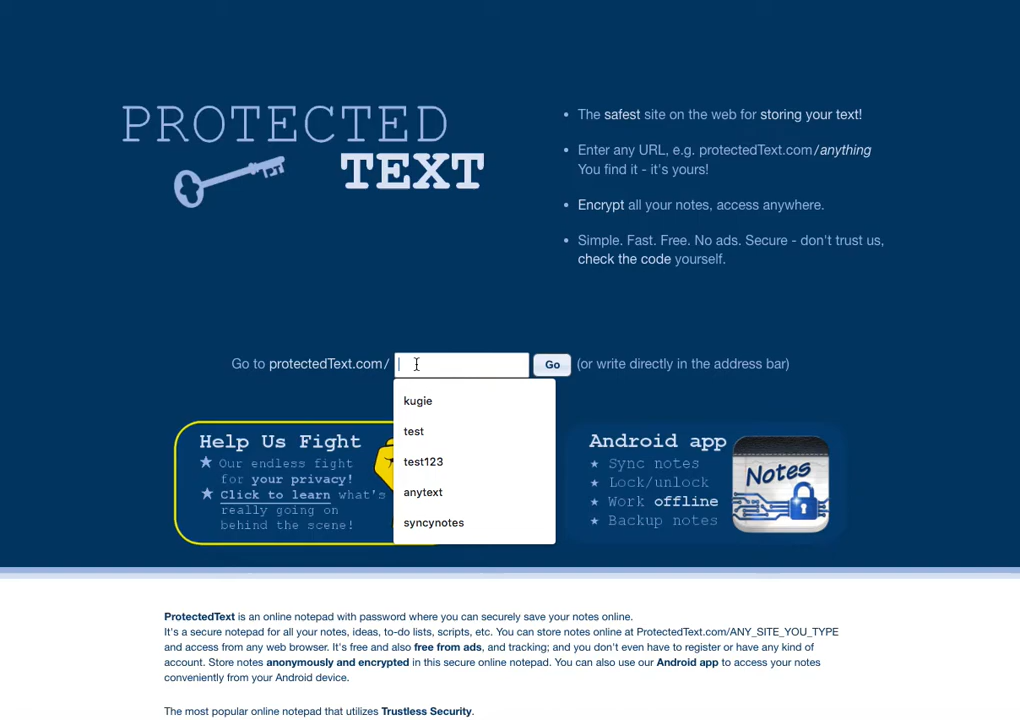 PROTECTED
TEXT
The safest site on the web for storing your text!
Enter any URL, e.g. protectedText.com/anything
You find it - it's yours!
Encrypt all your notes, access anywhere.
Simple. Fast. Free. No ads. Secure - don't trust us,
check the code yourself.
Go to protectedText.com/ Go (or write directly in the address bar)
kugie
test
test123
anytext
syncynotes
Help Us Fight
Our endless fight
for your privacy!
Click to learn what's
really going on
behind the scene!
Android app
Sync notes
Lock/unlock
Work offline
Backup notes
Notes
ProtectedText is an online notepad with password where you can securely save your notes online.
It's a secure notepad for all your notes, ideas, to-do lists, scripts, etc. You can store notes online at ProtectedText.com/ANY_SITE_YOU_TYPE
and access from any web browser. It's free and also free from ads, and tracking; and you don't even have to register or have any kind of
account. Store notes anonymously and encrypted in this secure online notepad. You can also use our Android app to access your notes
conveniently from your Android device.
The most popular online notepad that utilizes Trustless Security.